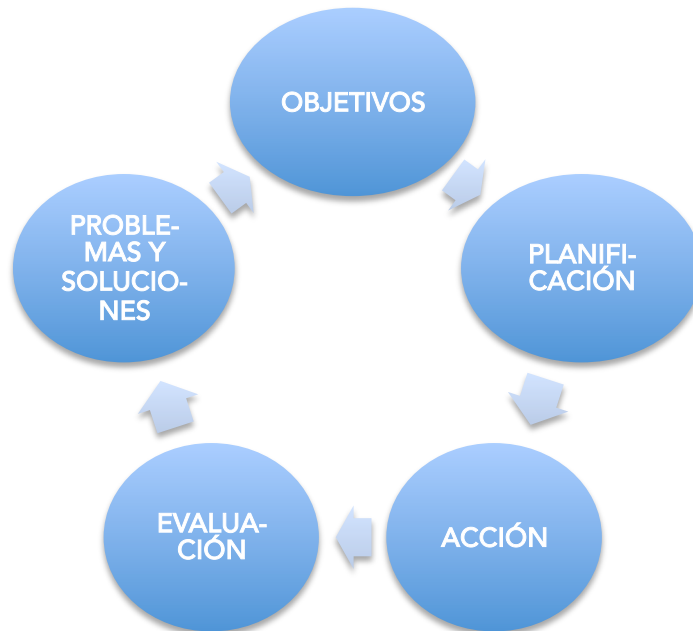 OBJETIVOS
PLANIFI-
CACIÓN
ACCIÓN
EVALUA-
CIÓN
PROBLE-
MAS Y
SOLUCIO-
NES